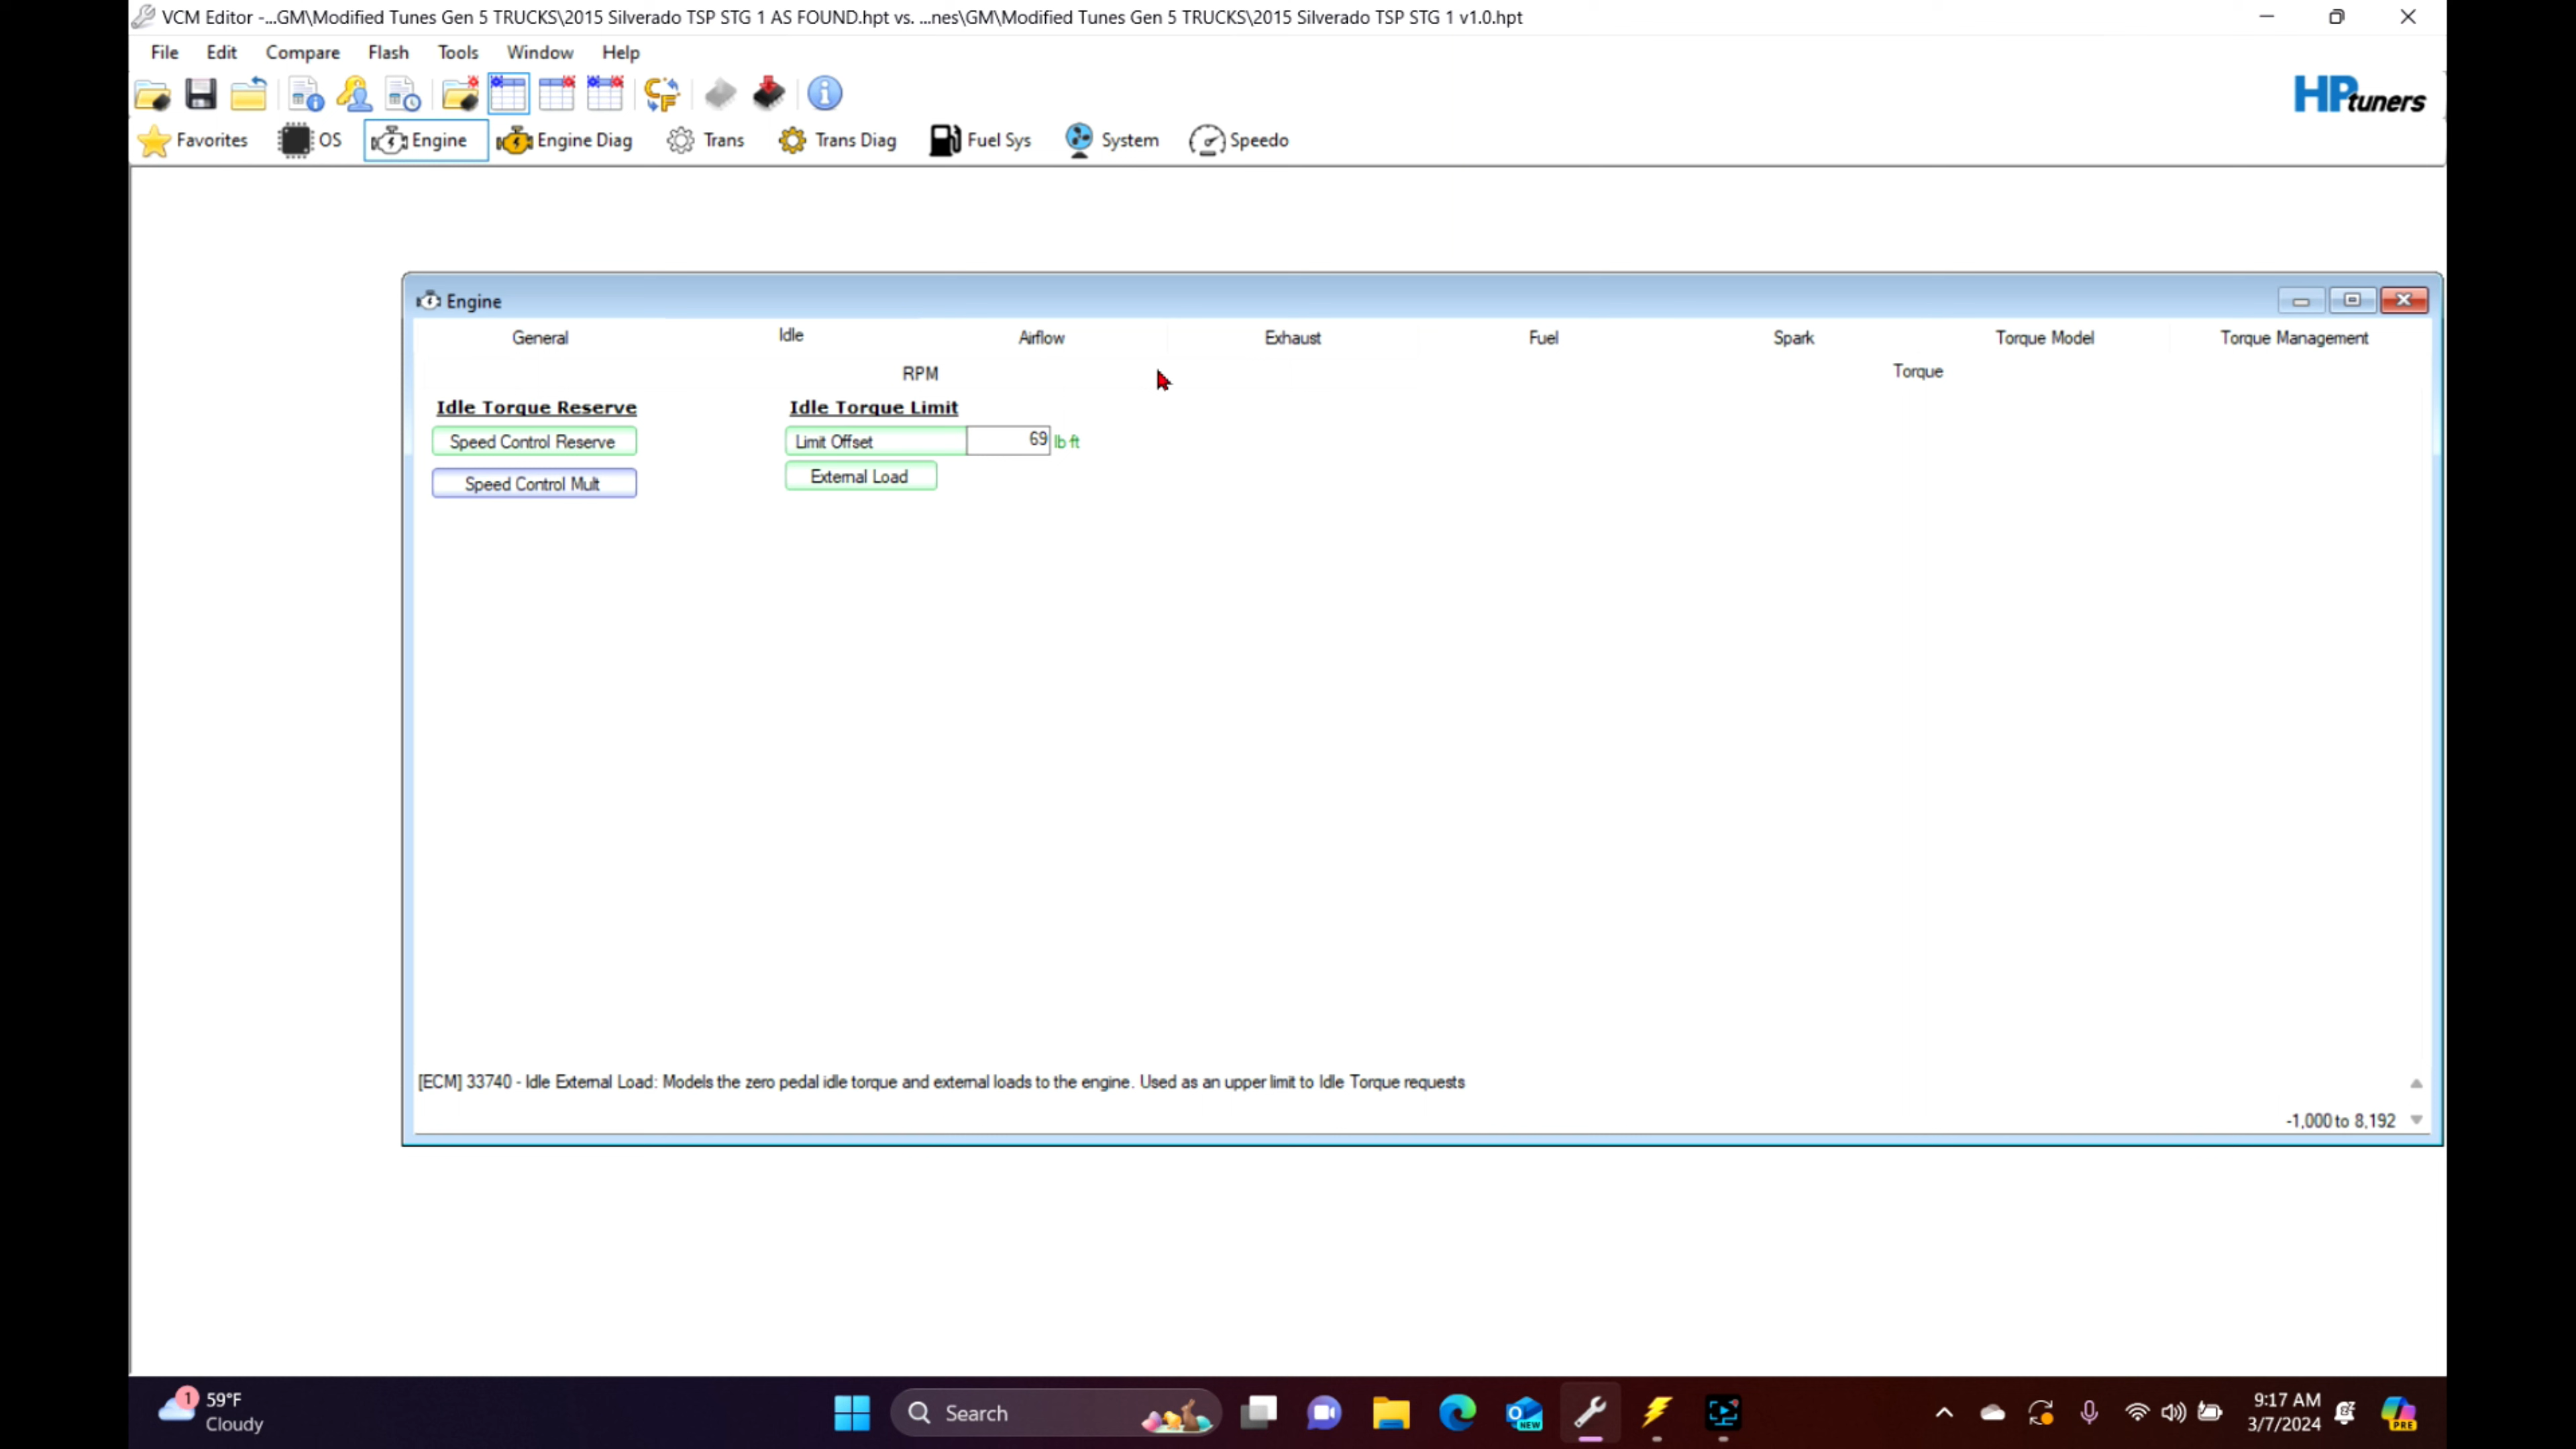 VCM Editor -...GM\Modified Tunes Gen 5 TRUCKS\2015 Silverado TSP STG 1 AS FOUND.hpt vs. ...nes\GM\Modified Tunes Gen 5 TRUCKS\2015 Silverado TSP STG 1 v1.0.hpt
File Edit Compare Flash Tools Window Help
HPtuners
Favorites OS Engine Engine Diag Trans Trans Diag Fuel Sys System Speedo
Engine
General Idle Airflow Exhaust Fuel Spark Torque Model Torque Management
RPM Torque
Idle Torque Reserve Idle Torque Limit
Speed Control Reserve Limit Offset 69 lb ft
Speed Control Mult External Load
[ECM] 33740 - Idle External Load: Models the zero pedal idle torque and external loads to the engine. Used as an upper limit to Idle Torque requests
-1,000 to 8,192
1 59°F
Cloudy
Search
NEW
9:17 AM
3/7/2024
PRE